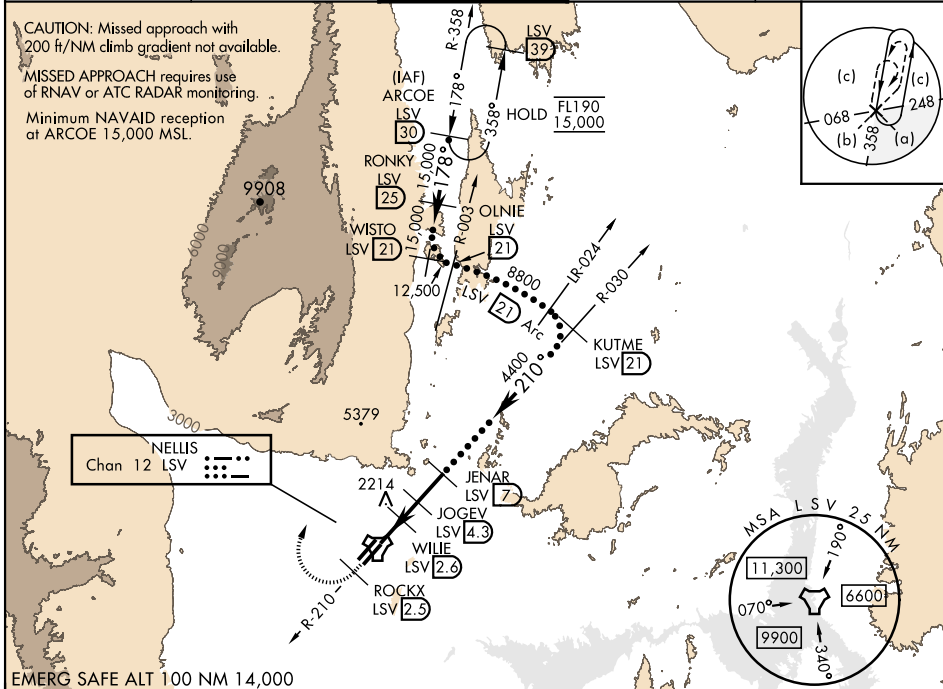 CAUTION: Missed approach with
200 ft/NM climb gradient not available.
MISSED APPROACH requires use
of RNAV or ATC RADAR monitoring.
Minimum NAVAID reception
at ARCOE 15,000 MSL.
R-358
LSV
39
178°
358°
HOLD
FL190
15,000
(IAF)
ARCOE
LSV
30
(c)
(c)
068
248
(b)
358
(a)
RONKY
LSV
25
15,000
178°
15,000
R-003
OLNIE
LSV
21
WISTO
LSV 21
12,500
9908
6000
9000
LSV 21 Arc
8800
LR-024
R-030
KUTME
LSV 21
4400
210°
3000
5379
NELLIS
Chan 12 LSV
2214
JENAR
LSV 7
JOGEV
LSV 4.3
WILIE
LSV 2.6
ROCKX
LSV 2.5
R-210
MSA LSV 25 NM
190°
11,300
6600
070°
9900
340°
EMERG SAFE ALT 100 NM 14,000